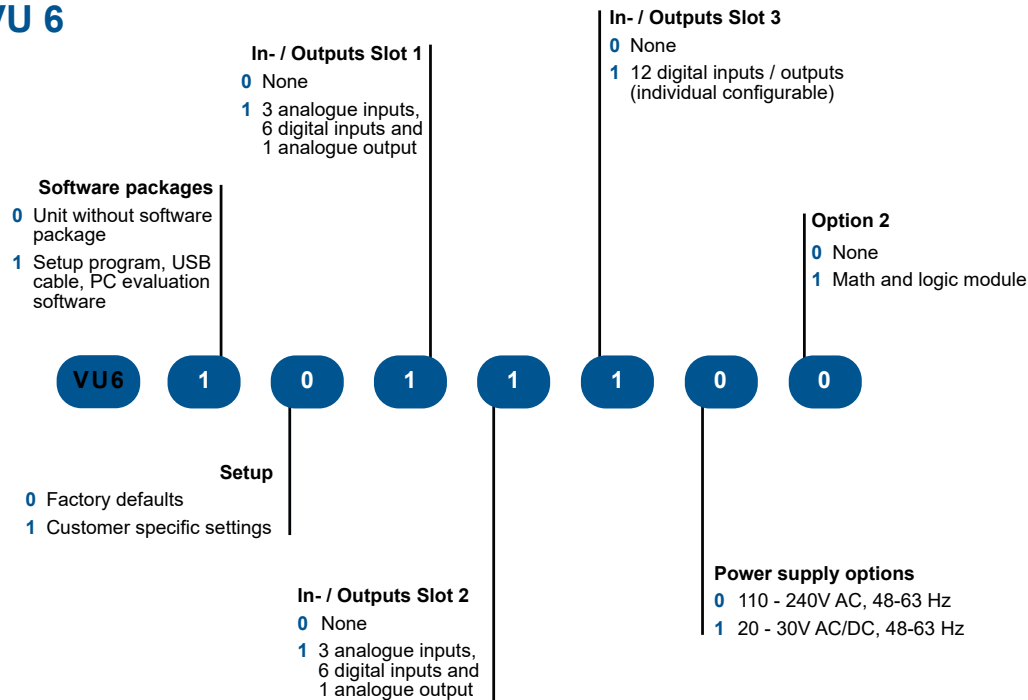 VU 6
In- / Outputs Slot 3
0 None
1 12 digital inputs / outputs
(individual configurable)
In- / Outputs Slot 1
0 None
1 3 analogue inputs,
6 digital inputs and
1 analogue output
Software packages
0 Unit without software
package
1 Setup program, USB
cable, PC evaluation
software
Option 2
0 None
1 Math and logic module
VU6 1 0 1 1 1 0 0
Setup
0 Factory defaults
1 Customer specific settings
In- / Outputs Slot 2
0 None
1 3 analogue inputs,
6 digital inputs and
1 analogue output
Power supply options
0 110 - 240V AC, 48-63 Hz
1 20 - 30V AC/DC, 48-63 Hz